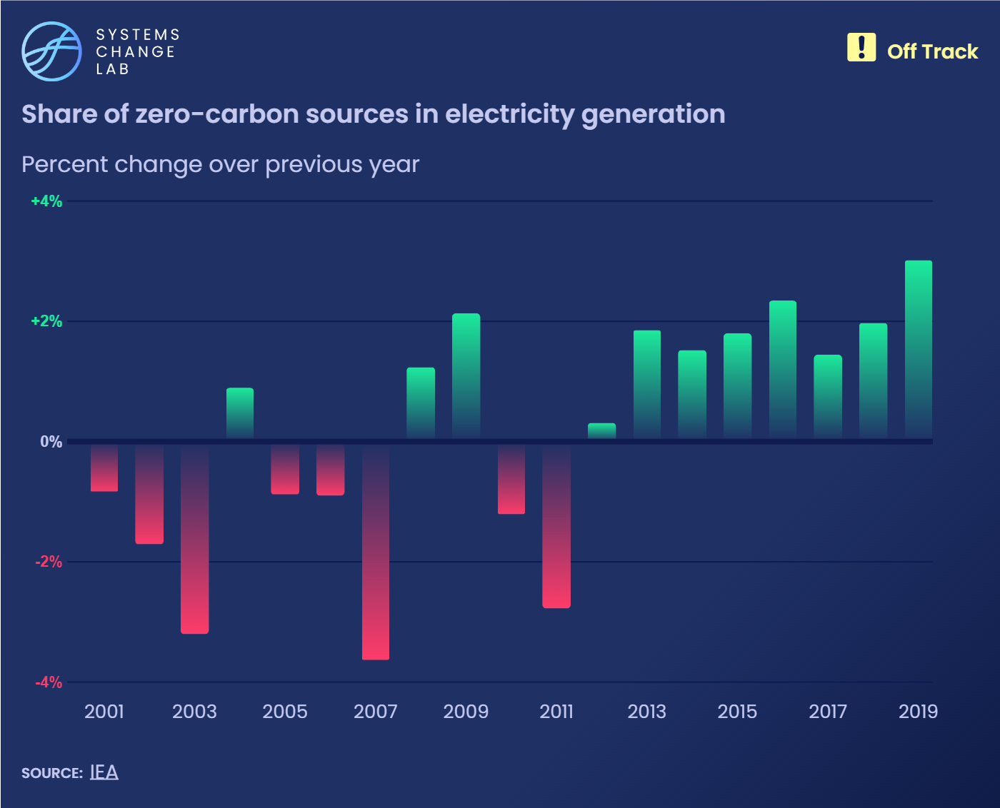 SYSTEMS
CHANGE
LAB
! Off Track
Share of zero-carbon sources in electricity generation
Percent change over previous year
+4%
+2%
0%
-2%
-4%
2001 2003 2005 2007 2009 2011 2013 2015 2017 2019
SOURCE: IEA